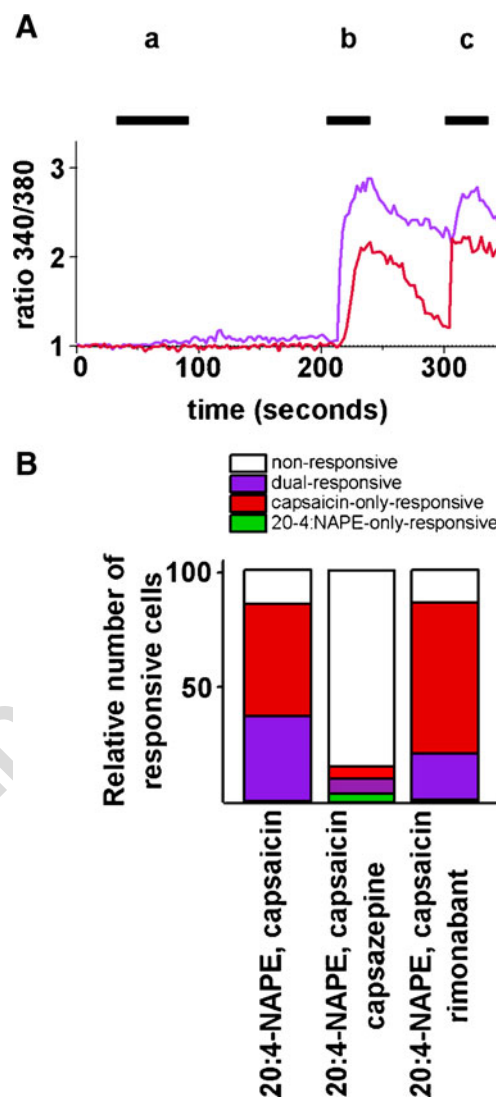 A
a b c
ratio 340/380
3
2
1
0 100 200 300
time (seconds)
B
non-responsive
dual-responsive
capsaicin-only-responsive
20-4:NAPE-only-responsive
Relative number of
responsive cells
100
50
20:4-NAPE, capsaicin
20:4-NAPE, capsaicin
capsazepine
20:4-NAPE, capsaicin
rimonabant